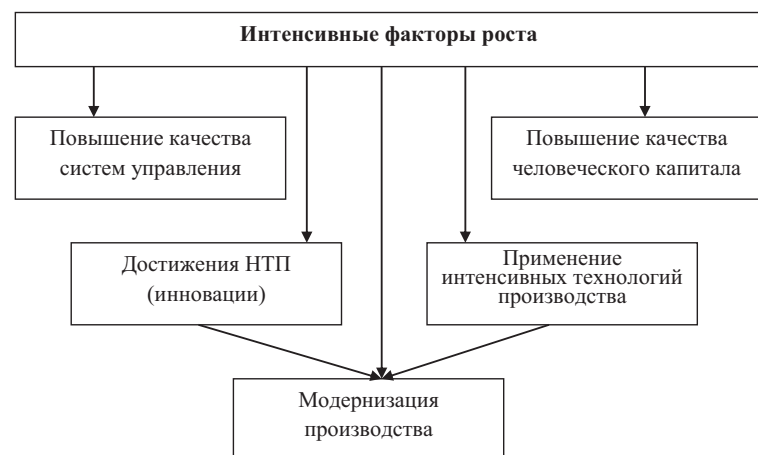 Интенсивные факторы роста
Повышение качества
систем управления
Повышение качества
человеческого капитала
Достижения НТП
(инновации)
Применение
интенсивных технологий
производства
Модернизация
производства